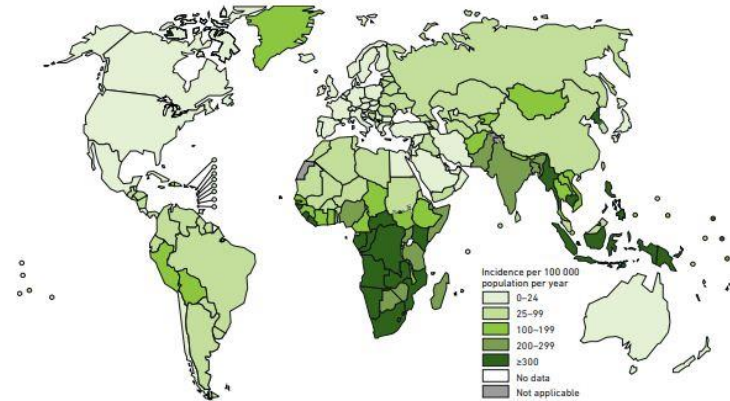 Incidence per 100 000
population per year
0–24
25–99
100–199
200–299
≥300
No data
Not applicable